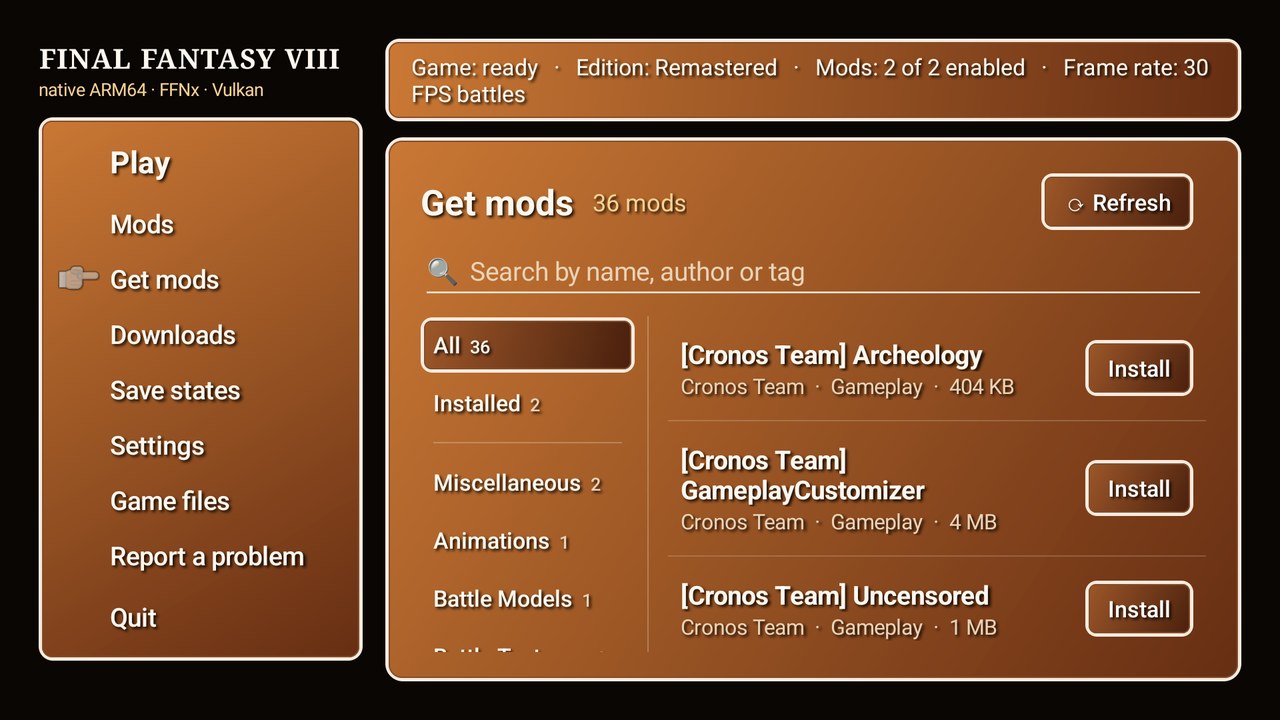 FINAL FANTASY VIII
native ARM64 · FFNx · Vulkan
Play
Mods
Get mods
Downloads
Save states
Settings
Game files
Report a problem
Quit
Game: ready · Edition: Remastered · Mods: 2 of 2 enabled · Frame rate: 30
FPS battles
Get mods 36 mods
⟳ Refresh
Search by name, author or tag
All 36
Installed 2
Miscellaneous 2
Animations 1
Battle Models 1
[Cronos Team] Archeology
Cronos Team · Gameplay · 404 KB
Install
[Cronos Team]
GameplayCustomizer
Cronos Team · Gameplay · 4 MB
Install
[Cronos Team] Uncensored
Cronos Team · Gameplay · 1 MB
Install